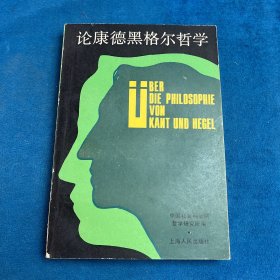 论康德黑格尔哲学
ÜBER
DIE PHILOSOPHIE
VON
KANT UND HEGEL
中国社会科学院
哲学研究所编
上海人民出版社